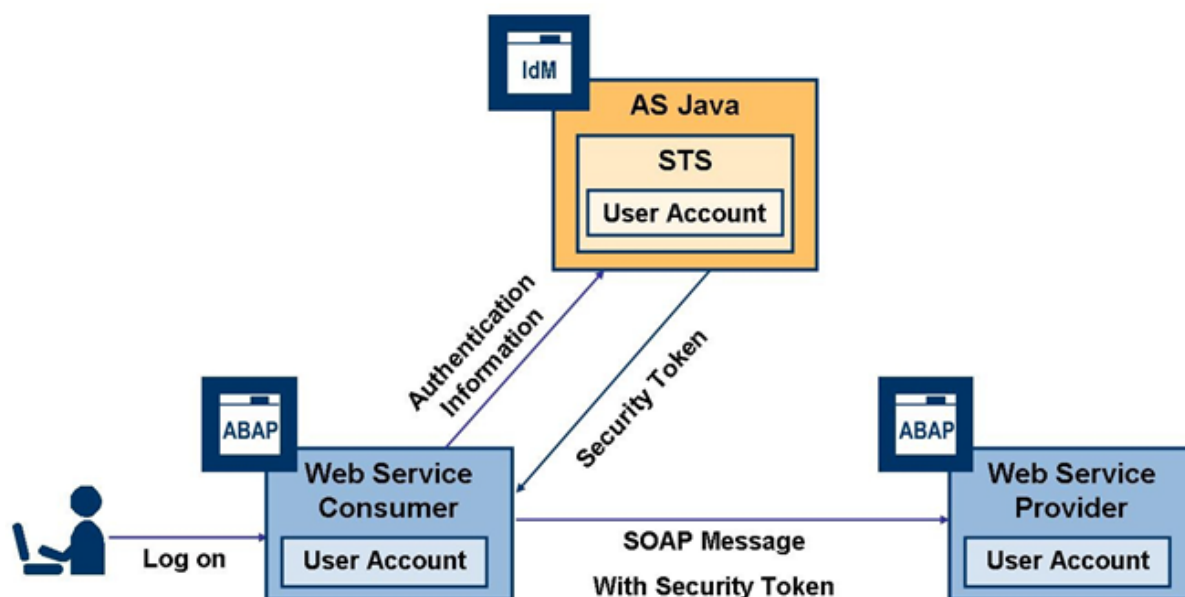 IdM
AS Java
STS
User Account
Authentication
Information
Security Token
ABAP
Web Service
Consumer
User Account
Log on
SOAP Message
With Security Token
ABAP
Web Service
Provider
User Account